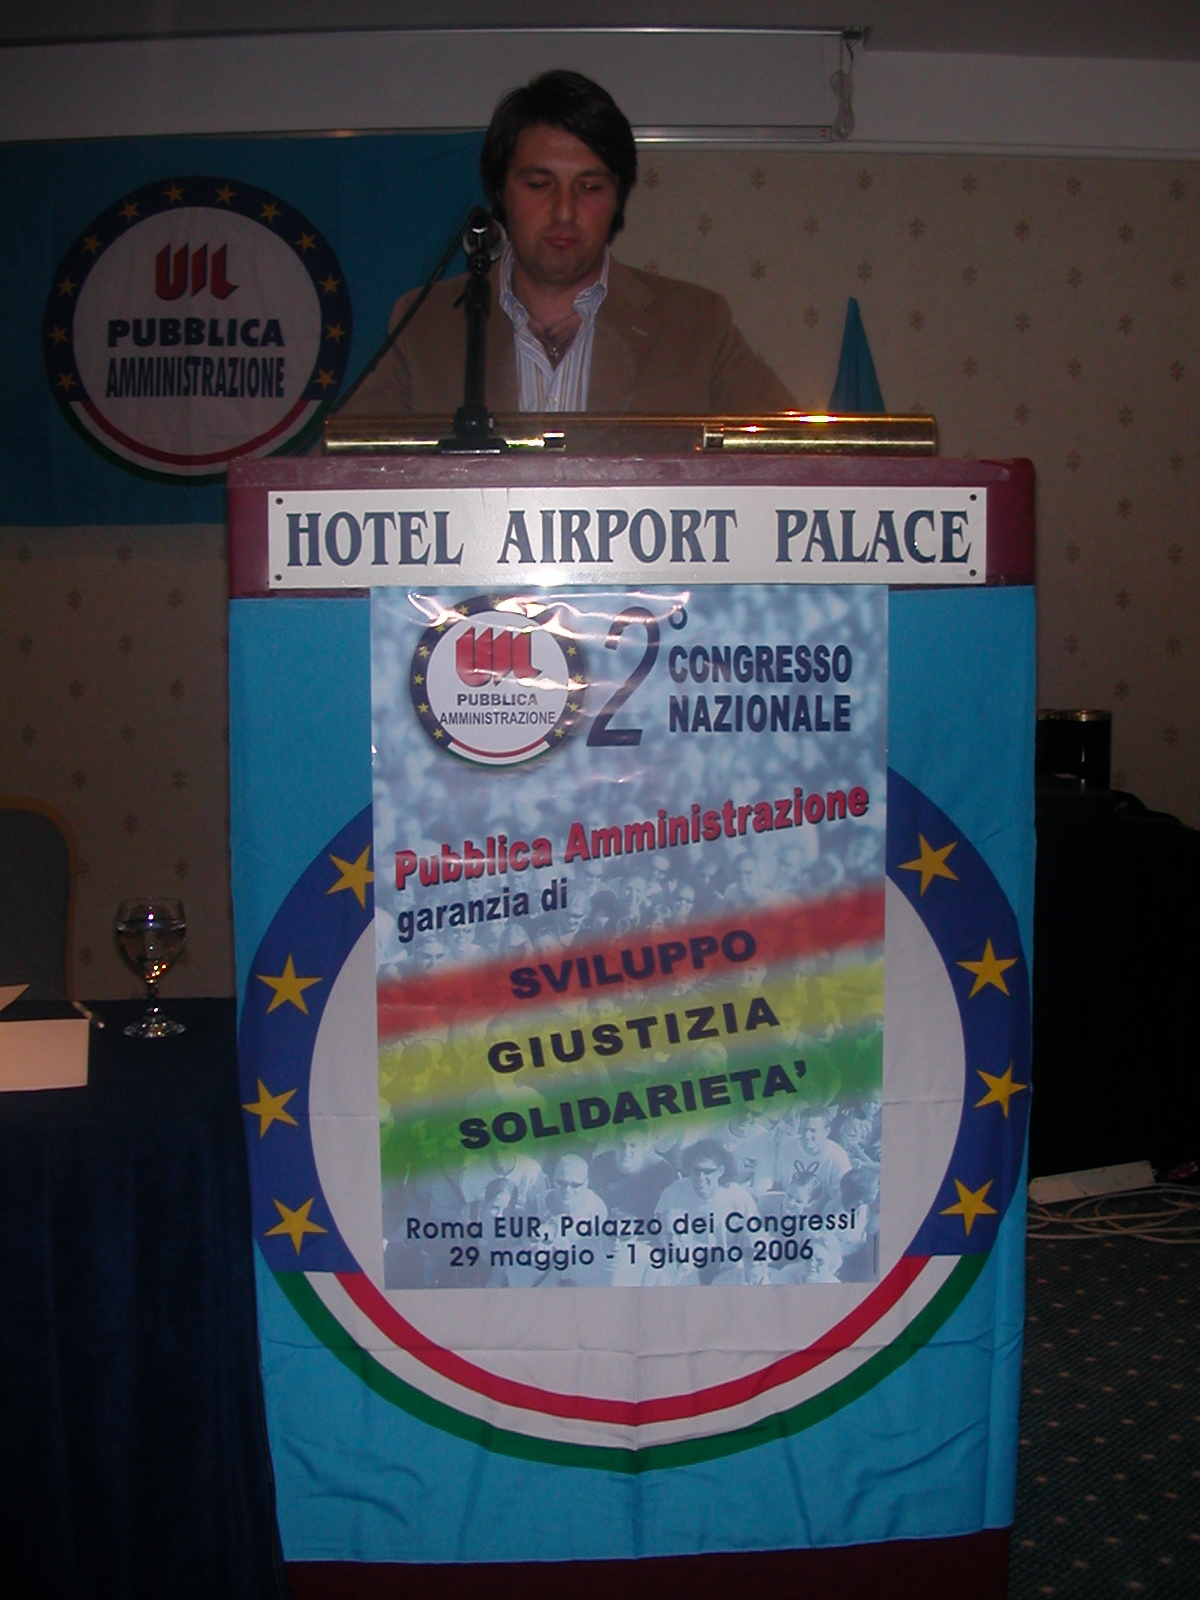 UIL
PUBBLICA
AMMINISTRAZIONE
HOTEL AIRPORT PALACE
UIL
PUBBLICA
AMMINISTRAZIONE
2°
CONGRESSO
NAZIONALE
Pubblica Amministrazione
garanzia di
SVILUPPO
GIUSTIZIA
SOLIDARIETA'
Roma EUR, Palazzo dei Congressi
29 maggio - 1 giugno 2006